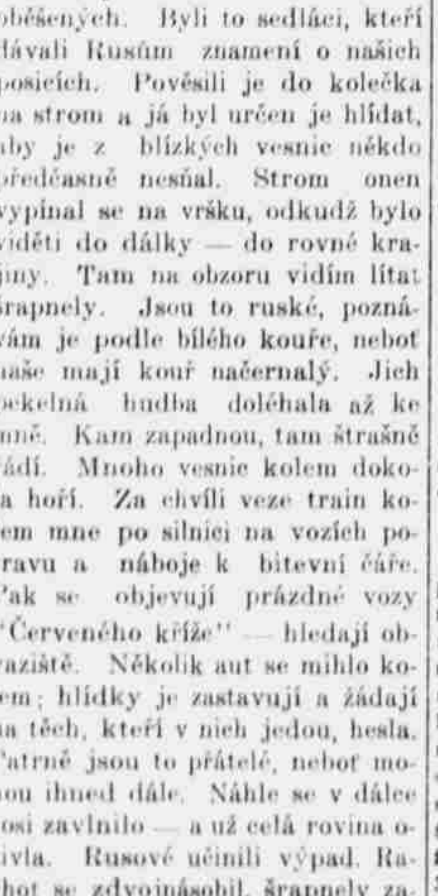 oběšených. Byli to sedláci, kteří
dávali Rusům znamení o našich
posicích. Pověsili je do kolečka
na strom a já byl určen je hlídat,
aby je z blízkých vesnic někdo
předčasně nesňal. Strom onen
vypínal se na vršku, odkudž bylo
viděti do dálky — do rovné kra-
jiny. Tam na obzoru vidím lítat
šrapnely. Jsou to ruské, pozná-
vám je podle bílého kouře, neboť
naše mají kouř načernalý. Jich
pekelná hudba doléhala až ke
mně. Kam zapadnou, tam štrašně
řádí. Mnoho vesnic kolem doko-
la hoří. Za chvíli veze train ko-
lem mne po silnici na vozích po-
travu a náboje k bitevní čáře.
Pak se objevují prázdné vozy
"Červeného kříže" — hledají ob-
vaziště. Několik aut se mihlo ko-
lem; hlídky je zastavují a žádají
na těch, kteří v nich jedou, hesla.
Patrně jsou to přátelé, neboť mo-
hou ihned dále. Náhle se v dálce
cosi zavlnilo — a už celá rovina o-
živla. Rusové učinili výpad. Ra-
chot se zdvojnásobil, šrapnely za-